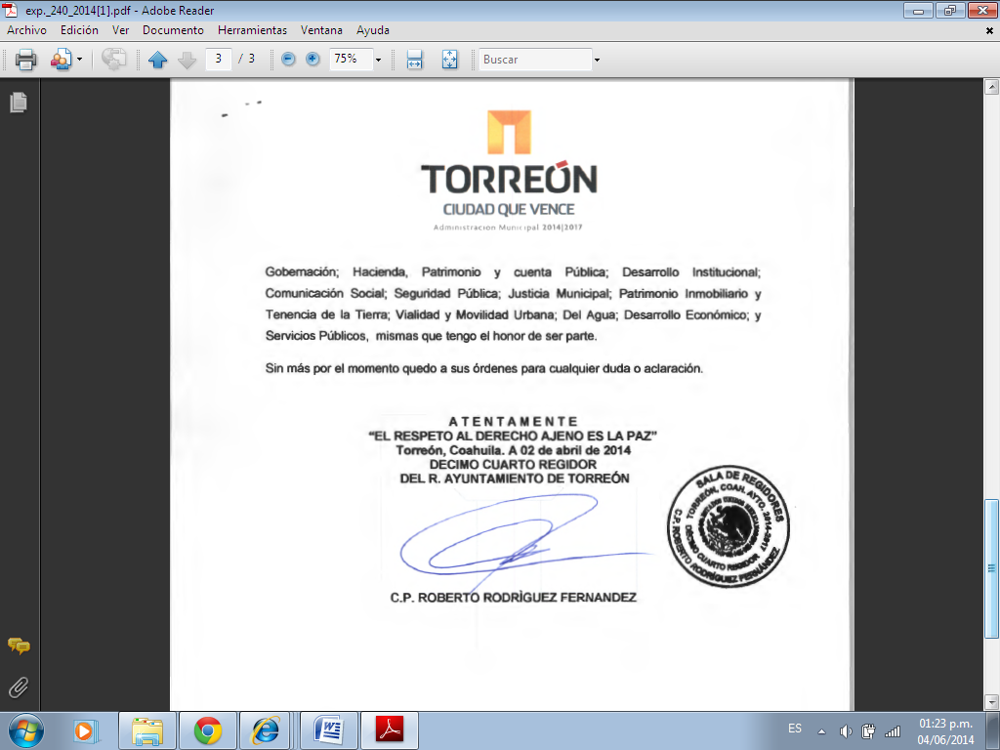 exp._240_2014[1].pdf - Adobe Reader
Archivo Edición Ver Documento Herramientas Ventana Ayuda
3 / 3 75% Buscar
TORREÓN
CIUDAD QUE VENCE
Administración Municipal 2014|2017
Gobernación; Hacienda, Patrimonio y cuenta Pública; Desarrollo Institucional;
Comunicación Social; Seguridad Pública; Justicia Municipal; Patrimonio Inmobiliario y
Tenencia de la Tierra; Vialidad y Movilidad Urbana; Del Agua; Desarrollo Económico; y
Servicios Públicos, mismas que tengo el honor de ser parte.
Sin más por el momento quedo a sus órdenes para cualquier duda o aclaración.
A T E N T A M E N T E
“EL RESPETO AL DERECHO AJENO ES LA PAZ”
Torreón, Coahuila. A 02 de abril de 2014
DECIMO CUARTO REGIDOR
DEL R. AYUNTAMIENTO DE TORREÓN
SALA DE REGIDORES
TORREÓN, COAH. AYTO. 2014-2017
ESTADOS UNIDOS MEXICANOS
DÉCIMO CUARTO REGIDOR
C.P. ROBERTO RODRÍGUEZ FERNÁNDEZ
C.P. ROBERTO RODRÌGUEZ FERNANDEZ
ES
01:23 p.m.
04/06/2014